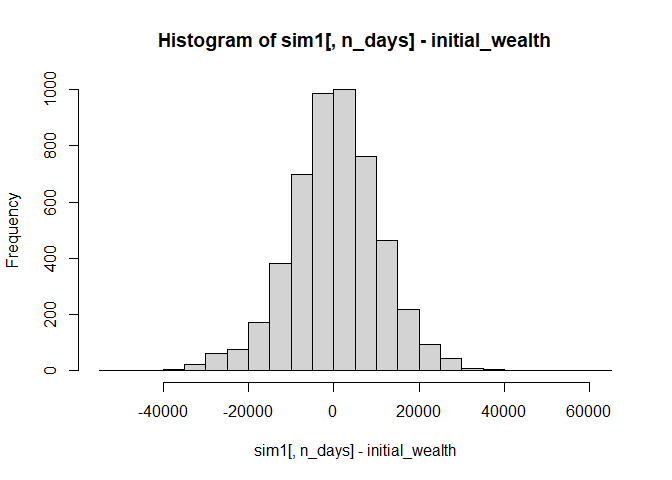 Histogram of sim1[, n_days] - initial_wealth
Frequency
1000
800
600
400
200
0
-40000 -20000 0 20000 40000 60000
sim1[, n_days] - initial_wealth